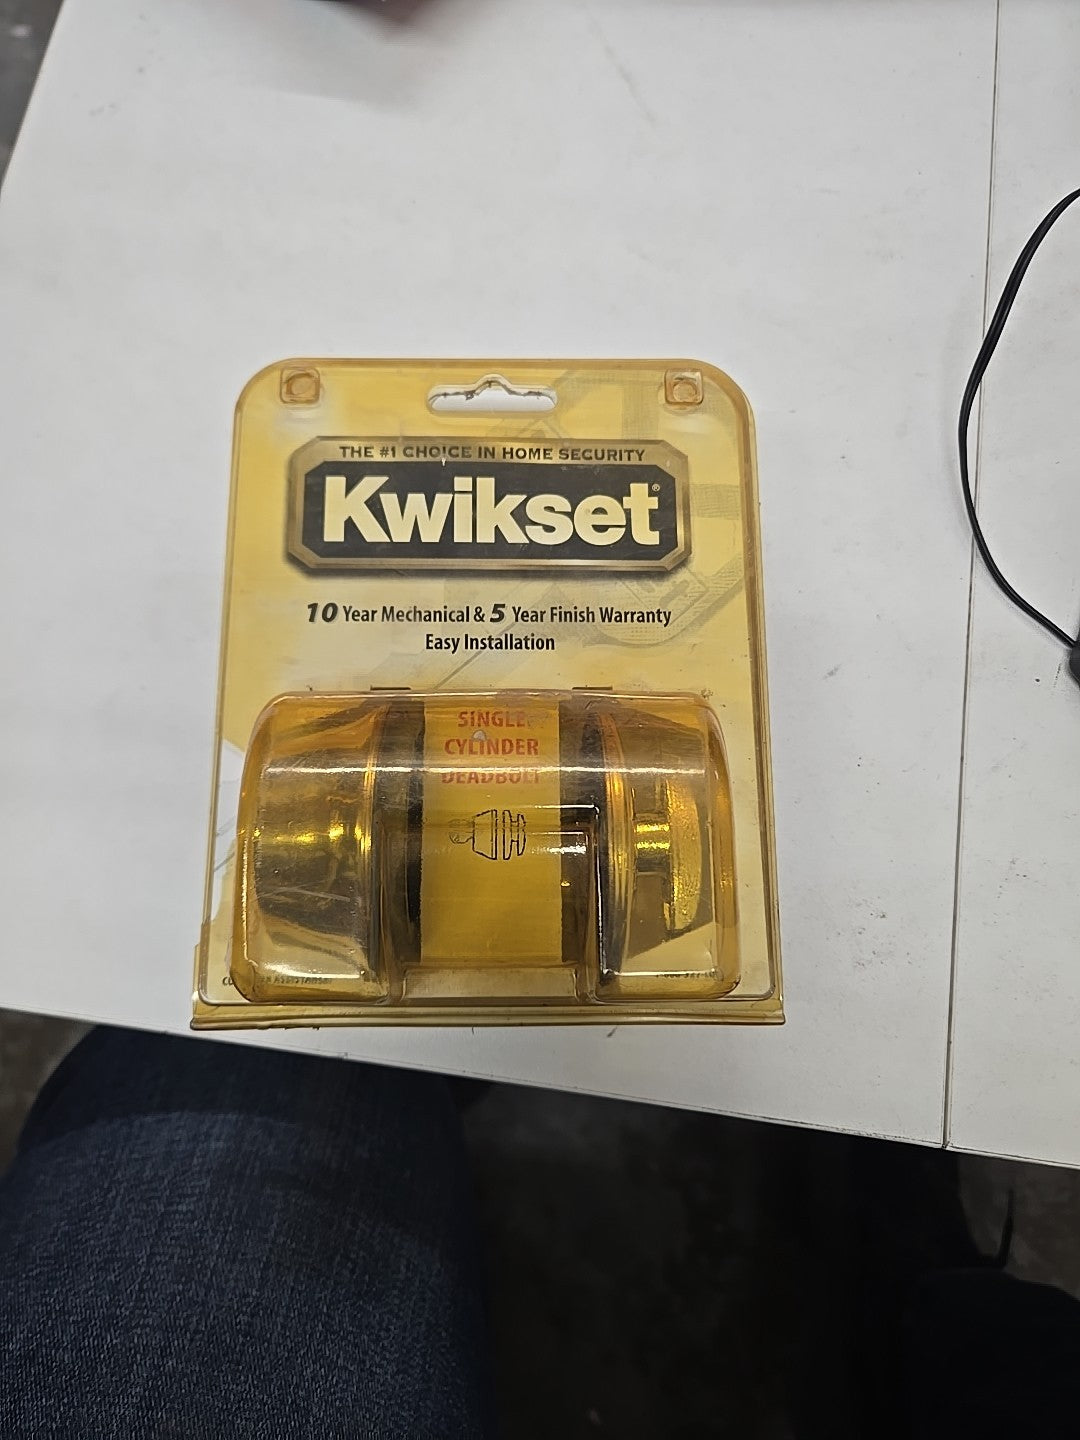 THE #1 CHOICE IN HOME SECURITY
Kwikset®
10 Year Mechanical & 5 Year Finish Warranty
Easy Installation
SINGLE
CYLINDER
DEADBOLT